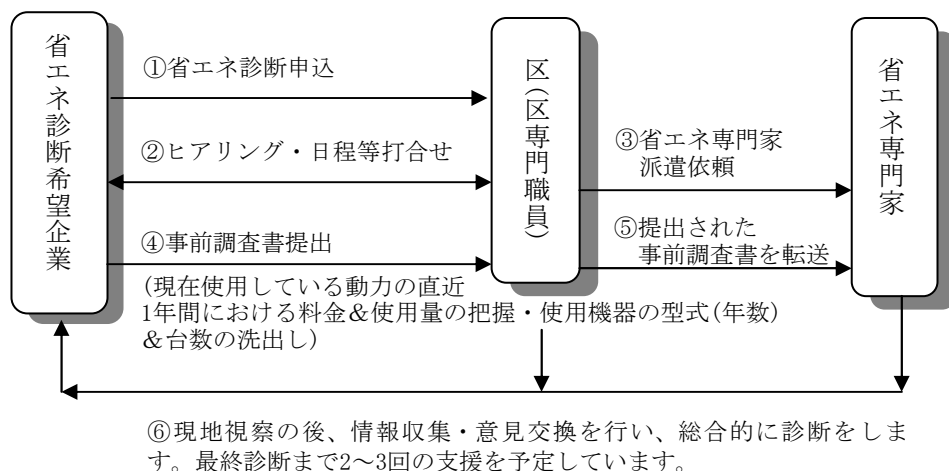 省エネ診断希望企業
①省エネ診断申込
②ヒアリング・日程等打合せ
④事前調査書提出
(現在使用している動力の直近
1年間における料金&使用量の把握・使用機器の型式(年数)
&台数の洗出し)
区(区専門職員)
③省エネ専門家
派遣依頼
⑤提出された
事前調査書を転送
省エネ専門家
⑥現地視察の後、情報収集・意見交換を行い、総合的に診断をしま
す。最終診断まで2~3回の支援を予定しています。